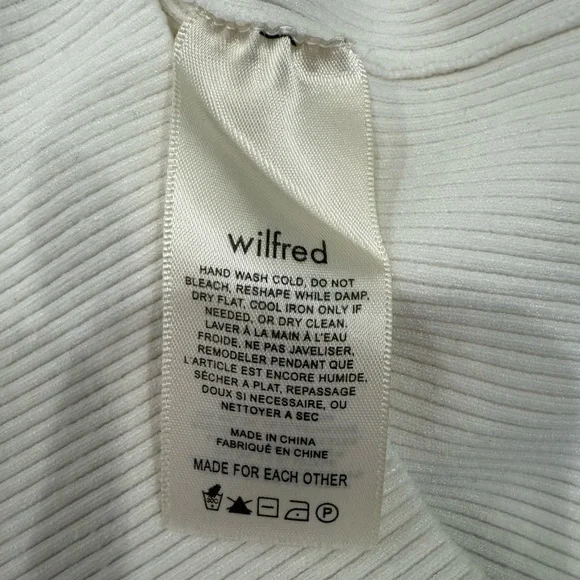 wilfred
HAND WASH COLD, DO NOT
BLEACH, RESHAPE WHILE DAMP,
DRY FLAT, COOL IRON ONLY IF
NEEDED, OR DRY CLEAN.
LAVER À LA MAIN À L'EAU
FROIDE. NE PAS JAVELISER,
REMODELER PENDANT QUE
L'ARTICLE EST ENCORE HUMIDE,
SÉCHER A PLAT, REPASSAGE
DOUX SI NECESSAIRE, OU
NETTOYER A SEC
MADE IN CHINA
FABRIQUÉ EN CHINE
MADE FOR EACH OTHER
P